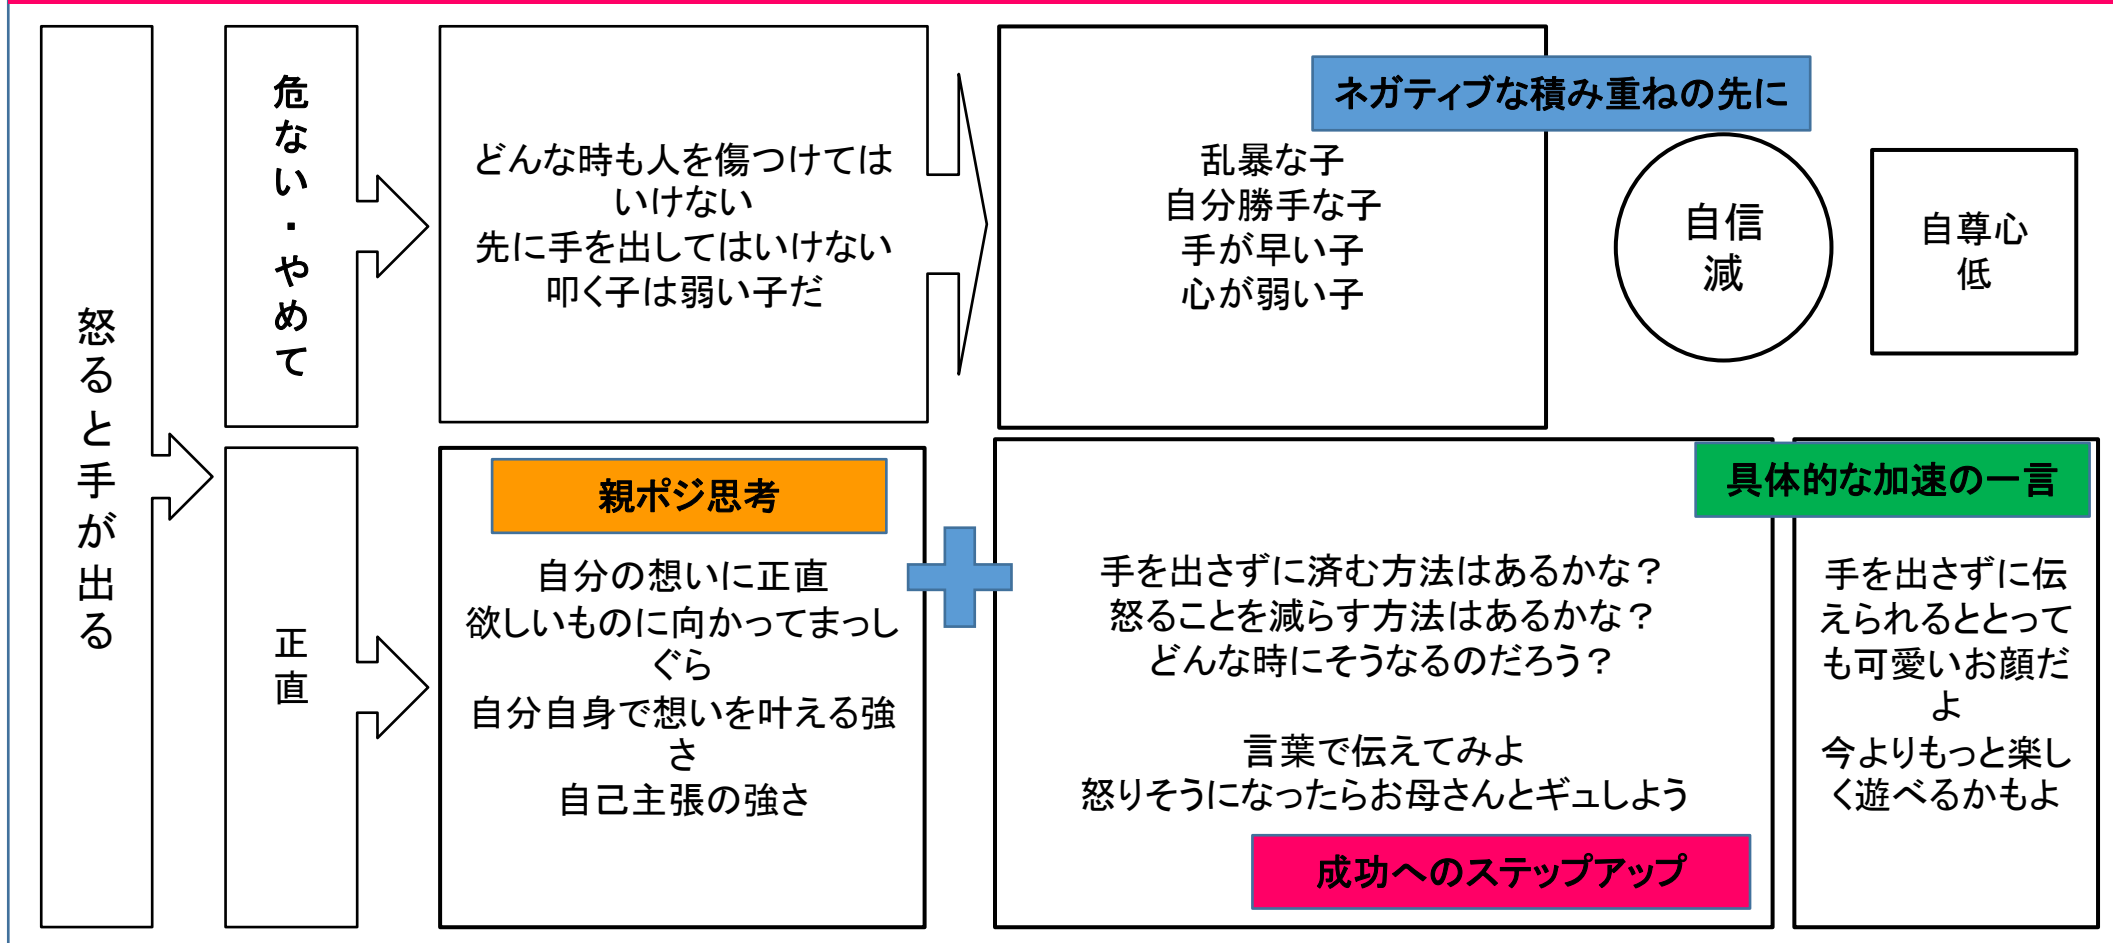 怒ると手が出る
危ない・やめて
どんな時も人を傷つけては
いけない
先に手を出してはいけない
叩く子は弱い子だ
ネガティブな積み重ねの先に
乱暴な子
自分勝手な子
手が早い子
心が弱い子
自信
減
自尊心
低
正直
親ポジ思考
自分の想いに正直
欲しいものに向かってまっし
ぐら
自分自身で想いを叶える強
さ
自己主張の強さ
手を出さずに済む方法はあるかな？
怒ることを減らす方法はあるかな？
どんな時にそうなるのだろう？
言葉で伝えてみよ
怒りそうになったらお母さんとギュしよう
成功へのステップアップ
具体的な加速の一言
手を出さずに伝
えられるととって
も可愛いお顔だ
よ
今よりもっと楽し
く遊べるかもよ